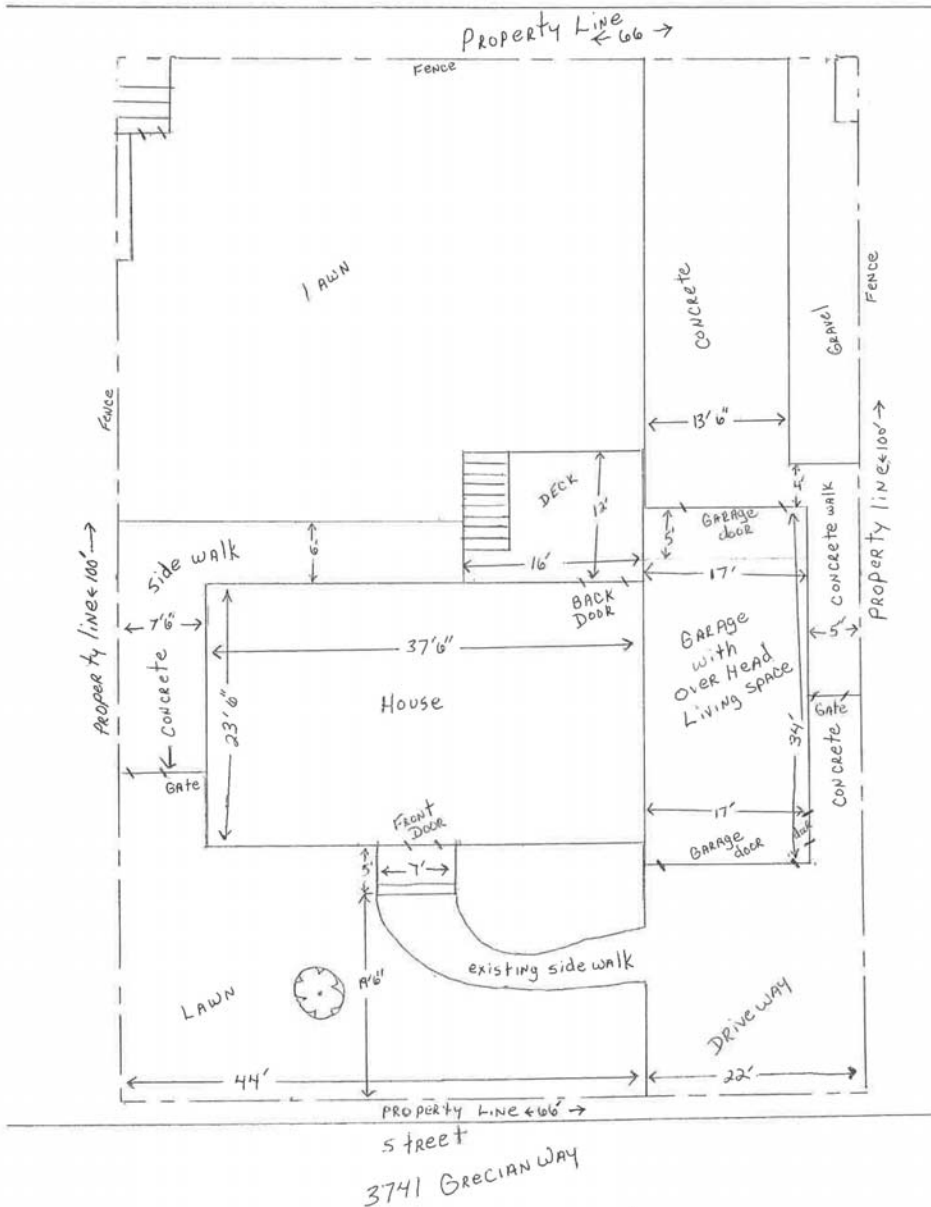 PROPERTY LINE
← 66 →
FENCE
LAWN
CONCRETE
GRAVEL
FENCE
FENCE
13' 6"
PROPERTY LINE ← 100' →
DECK
12'
4'
CONCRETE WALK
5'
GARAGE
dOOR
Side WALK
6'
16'
17'
PROPERTY LINE ← 100' →
7'6"
BACK
DOOR
5'
GARAGE
with
OVER HEAD
Living SPACE
37'6"
CONCRETE
23' 6"
HOUSE
34'
GAte
CONCRETE
GAtE
FRONT
DOOR
17'
door
GARAGE
dOOR
5'
7'
existing side walk
LAWN
DRivEWAY
44'
22'
PROPERTY LINE ← 66' →
StREEt
3741 GRECIAN WAY